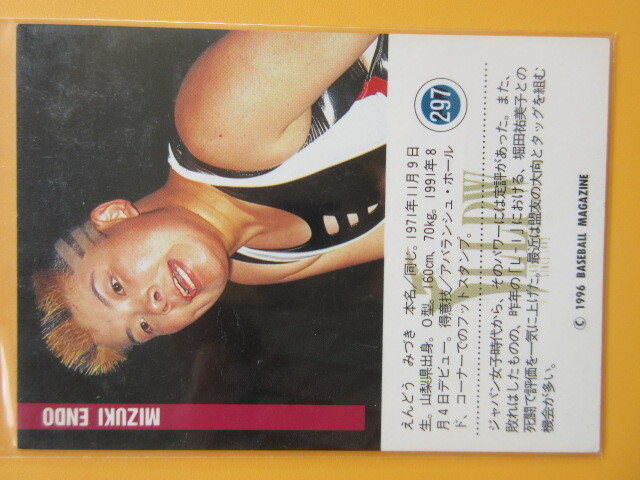 MIZUKI ENDO
297
えんどう みづき 本名/同じ。1971年11月9日
生。山梨県出身。O型。160cm、70kg。1991年8
月4日デビュー。得意技/アバランシュ・ホール
ド、コーナーでのフットスタンプ。
ジャパン女子時代から、そのパワーには定評があった。また、
敗れはしたものの、昨年の「L-1」における、堀田祐美子との
死闘で評価を一気に上げた。最近は盟友の大向とタッグを組む
機会が多い。
© 1996 BASEBALL MAGAZINE